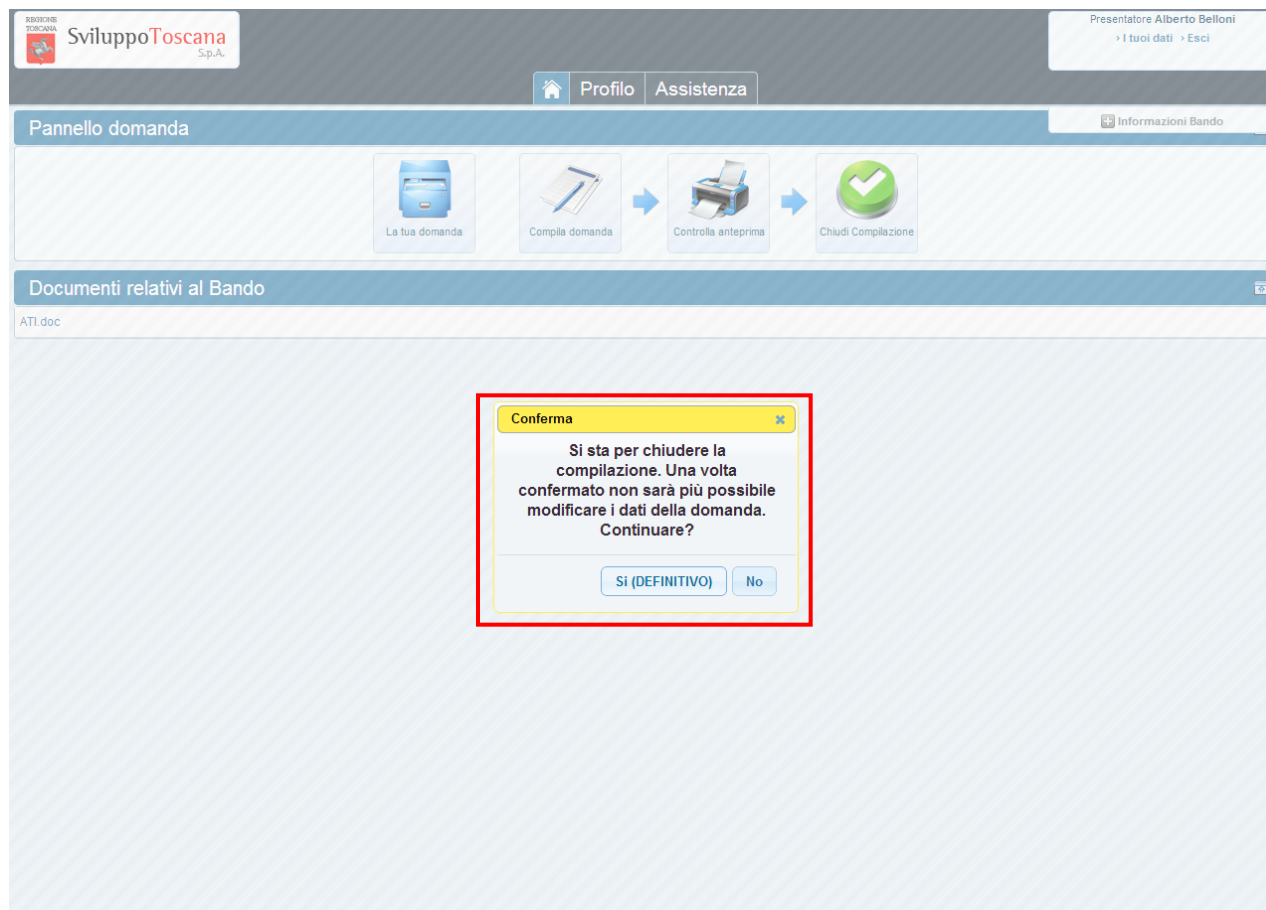 REGIONE
TOSCANA
SviluppoToscana
S.p.A.
Presentatore Alberto Belloni
› I tuoi dati › Esci
Profilo Assistenza
Informazioni Bando
Pannello domanda
La tua domanda
Compila domanda
Controlla anteprima
Chiudi Compilazione
Documenti relativi al Bando
ATI.doc
Conferma
Si sta per chiudere la
compilazione. Una volta
confermato non sarà più possibile
modificare i dati della domanda.
Continuare?
Si (DEFINITIVO) No